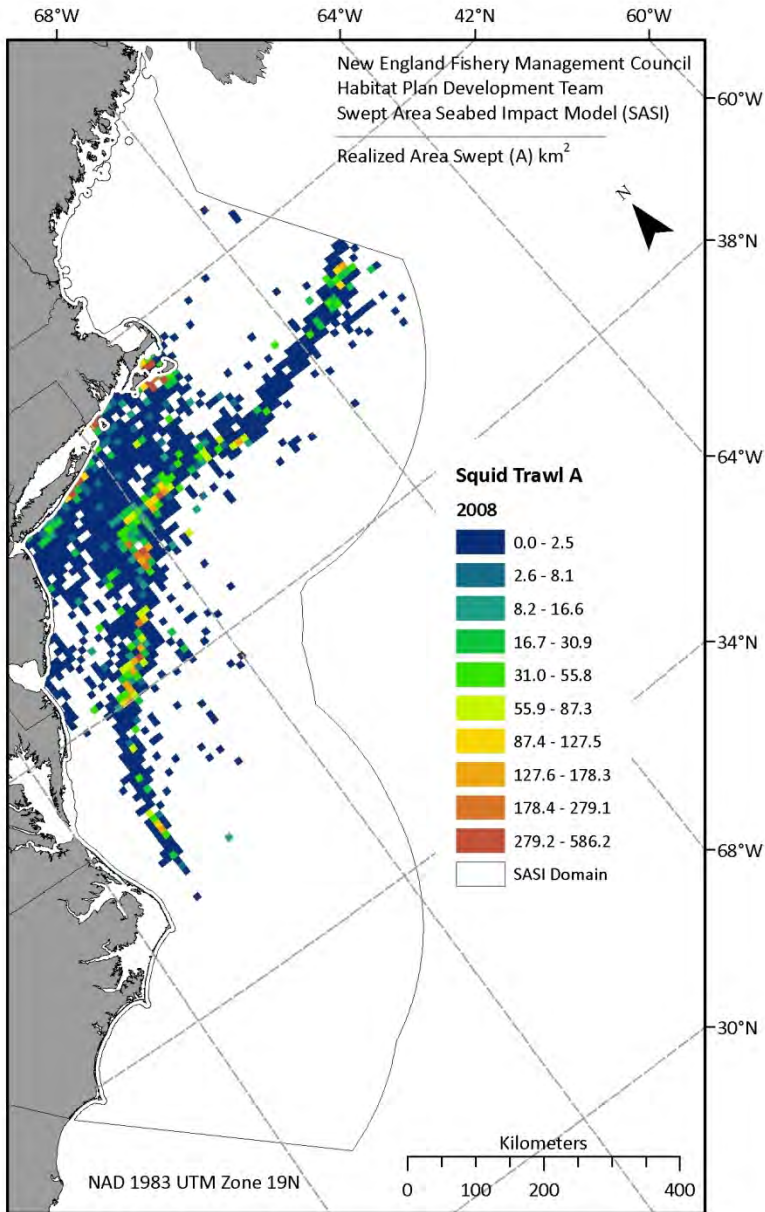 68°W
64°W
42°N
60°W
New England Fishery Management Council
Habitat Plan Development Team
Swept Area Seabed Impact Model (SASI)
Realized Area Swept (A) km²
60°W
N
38°N
64°W
Squid Trawl A
2008
0.0 - 2.5
2.6 - 8.1
8.2 - 16.6
16.7 - 30.9
31.0 - 55.8
55.9 - 87.3
87.4 - 127.5
127.6 - 178.3
178.4 - 279.1
279.2 - 586.2
SASI Domain
34°N
68°W
30°N
Kilometers
0 100 200 400
NAD 1983 UTM Zone 19N